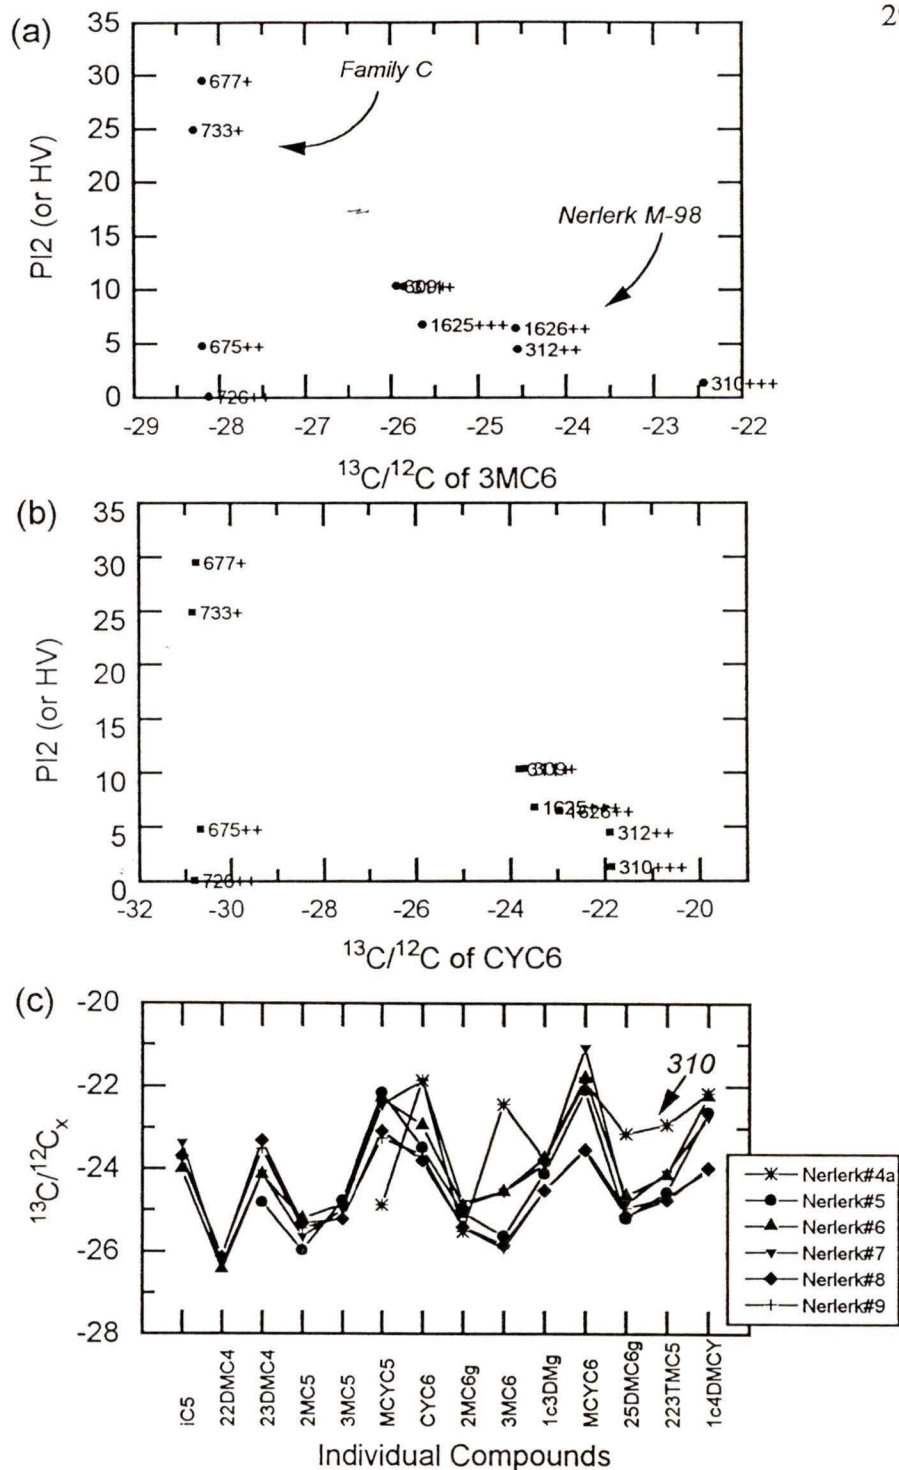 (a)
2
PI2 (or HV)
35
30
25
20
15
10
5
0
677+
733+
Family C
Nerlerk M-98
1625+++
1626++
312++
675++
310+++
726++
-29
-28
-27
-26
-25
-24
-23
-22
13C/12C of 3MC6
(b)
PI2 (or HV)
35
30
25
20
15
10
5
0
677+
733+
309+
1625+++
1626++
675++
312++
310+++
726++
-32
-30
-28
-26
-24
-22
-20
13C/12C of CYC6
(c)
13C/12Cx
-20
-22
-24
-26
-28
310
Nerlerk#4a
Nerlerk#5
Nerlerk#6
Nerlerk#7
Nerlerk#8
Nerlerk#9
iC5
22DMC4
23DMC4
2MC5
3MC5
MCYC5
CYC6
2MC6g
3MC6
1c3DMg
MCYC6
25DMC6g
223TMC5
1c4DMCY
Individual Compounds